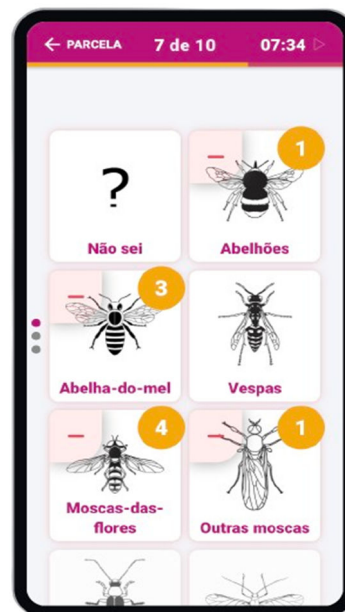 ← PARCELA 7 de 10 07:34
?
1
Não sei
Abelhões
3
Abelha-do-mel
Vespas
4
1
Moscas-das-
flores
Outras moscas